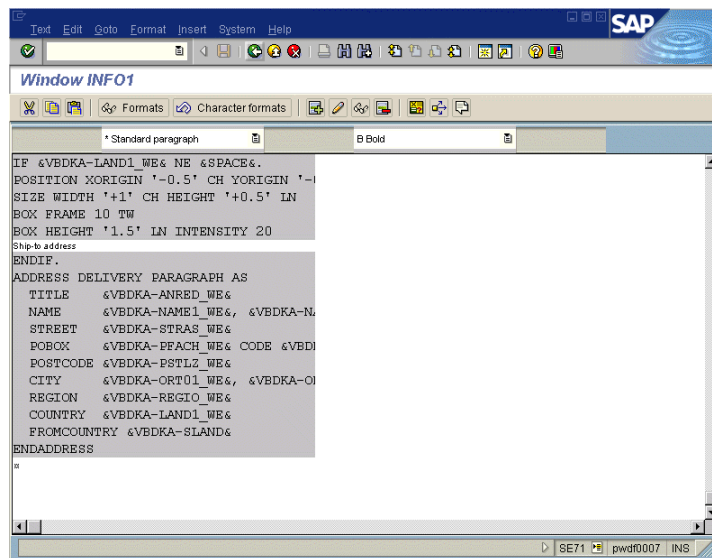 Text Edit Goto Format Insert System Help
SAP
Window INFO1
Formats Character formats
* Standard paragraph B Bold
IF &VBDKA-LAND1_WE& NE &SPACE&.
POSITION XORIGIN '-0.5' CH YORIGIN '-
SIZE WIDTH '+1' CH HEIGHT '+0.5' LN
BOX FRAME 10 TW
BOX HEIGHT '1.5' LN INTENSITY 20
Ship-to address
ENDIF.
ADDRESS DELIVERY PARAGRAPH AS
TITLE &VBDKA-ANRED_WE&
NAME &VBDKA-NAME1_WE&, &VBDKA-NA
STREET &VBDKA-STRAS_WE&
POBOX &VBDKA-PFACH_WE& CODE &VBD
POSTCODE &VBDKA-PSTLZ_WE&
CITY &VBDKA-ORT01_WE&, &VBDKA-O
REGION &VBDKA-REGIO_WE&
COUNTRY &VBDKA-LAND1_WE&
FROMCOUNTRY &VBDKA-SLAND&
ENDADDRESS
SE71 pwdf0007 INS